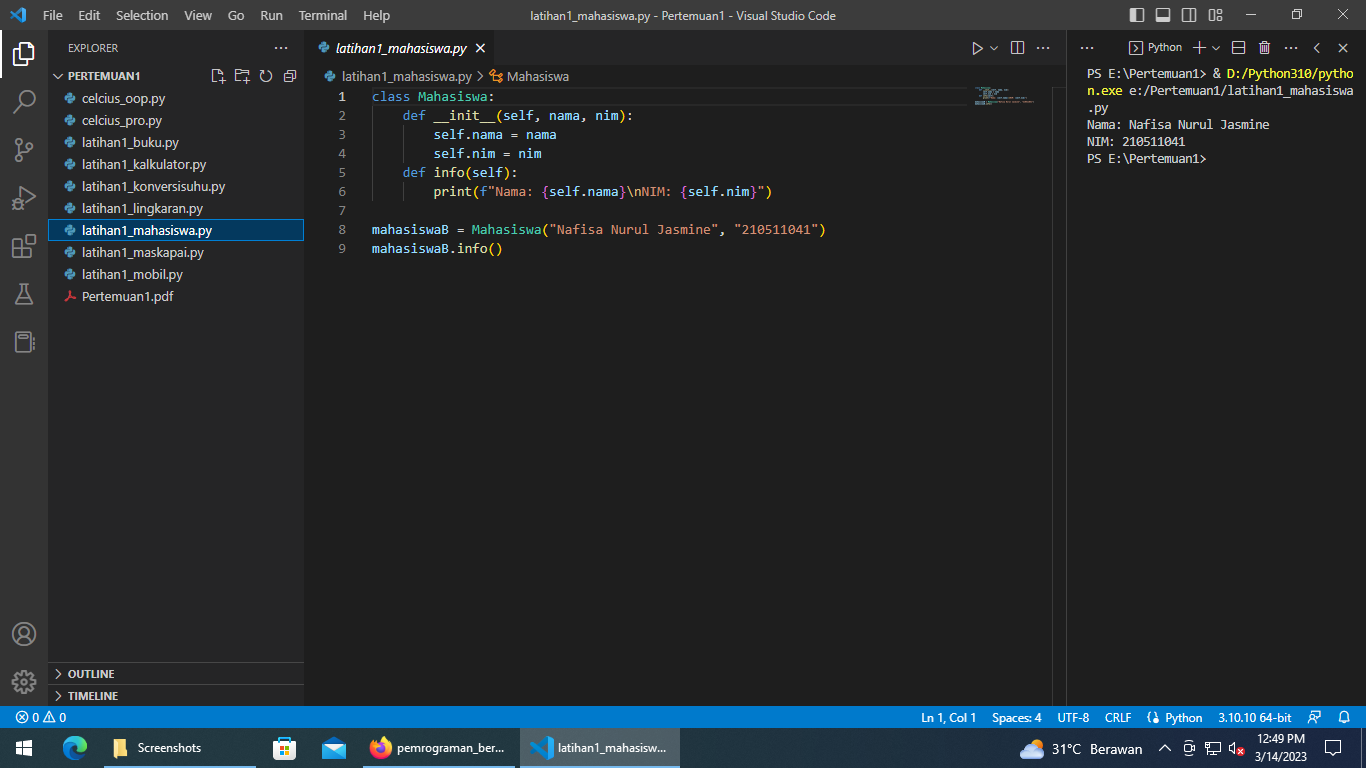 File Edit Selection View Go Run Terminal Help
latihan1_mahasiswa.py - Pertemuan1 - Visual Studio Code
EXPLORER
PERTEMUAN1
celcius_oop.py
celcius_pro.py
latihan1_buku.py
latihan1_kalkulator.py
latihan1_konversisuhu.py
latihan1_lingkaran.py
latihan1_mahasiswa.py
latihan1_maskapai.py
latihan1_mobil.py
Pertemuan1.pdf
OUTLINE
TIMELINE
latihan1_mahasiswa.py
latihan1_mahasiswa.py > Mahasiswa
1 class Mahasiswa:
2     def __init__(self, nama, nim):
3         self.nama = nama
4         self.nim = nim
5     def info(self):
6         print(f"Nama: {self.nama}\nNIM: {self.nim}")
7
8 mahasiswaB = Mahasiswa("Nafisa Nurul Jasmine", "210511041")
9 mahasiswaB.info()
Python
PS E:\Pertemuan1> & D:/Python310/pytho
n.exe e:/Pertemuan1/latihan1_mahasiswa
.py
Nama: Nafisa Nurul Jasmine
NIM: 210511041
PS E:\Pertemuan1>
0 0
Ln 1, Col 1 Spaces: 4 UTF-8 CRLF Python 3.10.10 64-bit
Screenshots
pemrograman_ber...
latihan1_mahasisw...
31°C Berawan
12:49 PM
3/14/2023